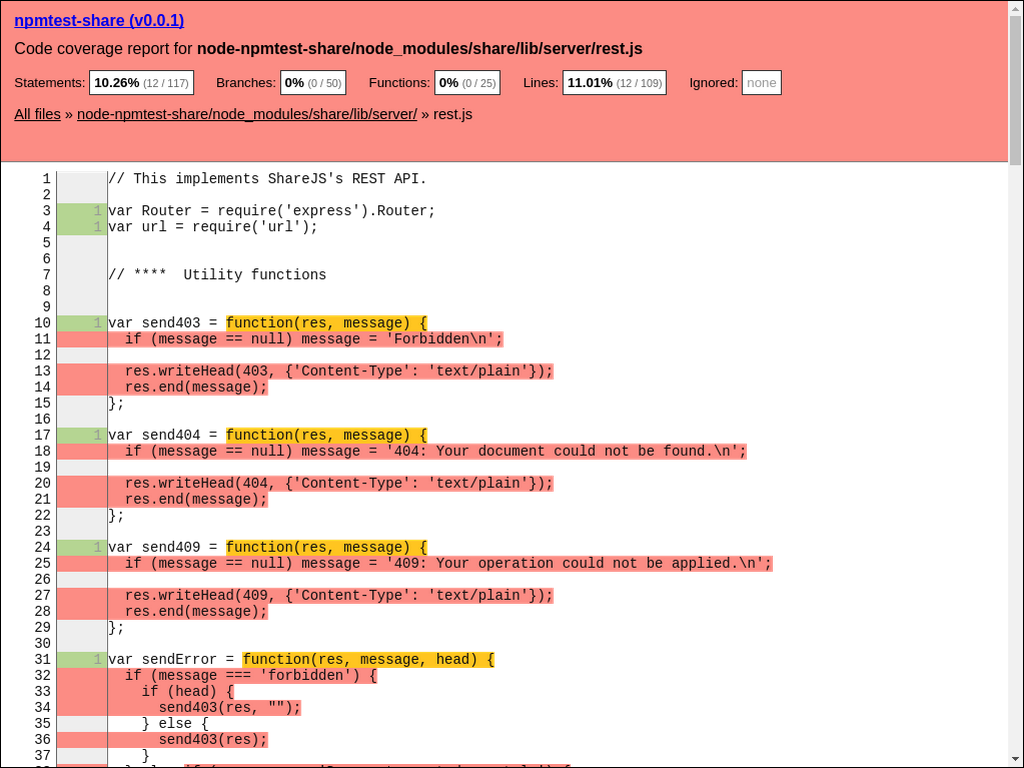 npmtest-share (v0.0.1)
Code coverage report for node-npmtest-share/node_modules/share/lib/server/rest.js
Statements: 10.26% (12 / 117) Branches: 0% (0 / 50) Functions: 0% (0 / 25) Lines: 11.01% (12 / 109) Ignored: none
All files » node-npmtest-share/node_modules/share/lib/server/ » rest.js
1 // This implements ShareJS's REST API.
2
3 1 var Router = require('express').Router;
4 1 var url = require('url');
5
6
7 // ****  Utility functions
8
9
10 1 var send403 = function(res, message) {
11   if (message == null) message = 'Forbidden\n';
12
13   res.writeHead(403, {'Content-Type': 'text/plain'});
14   res.end(message);
15 };
16
17 1 var send404 = function(res, message) {
18   if (message == null) message = '404: Your document could not be found.\n';
19
20   res.writeHead(404, {'Content-Type': 'text/plain'});
21   res.end(message);
22 };
23
24 1 var send409 = function(res, message) {
25   if (message == null) message = '409: Your operation could not be applied.\n';
26
27   res.writeHead(409, {'Content-Type': 'text/plain'});
28   res.end(message);
29 };
30
31 1 var sendError = function(res, message, head) {
32   if (message === 'forbidden') {
33     if (head) {
34       send403(res, "");
35     } else {
36       send403(res);
37     }